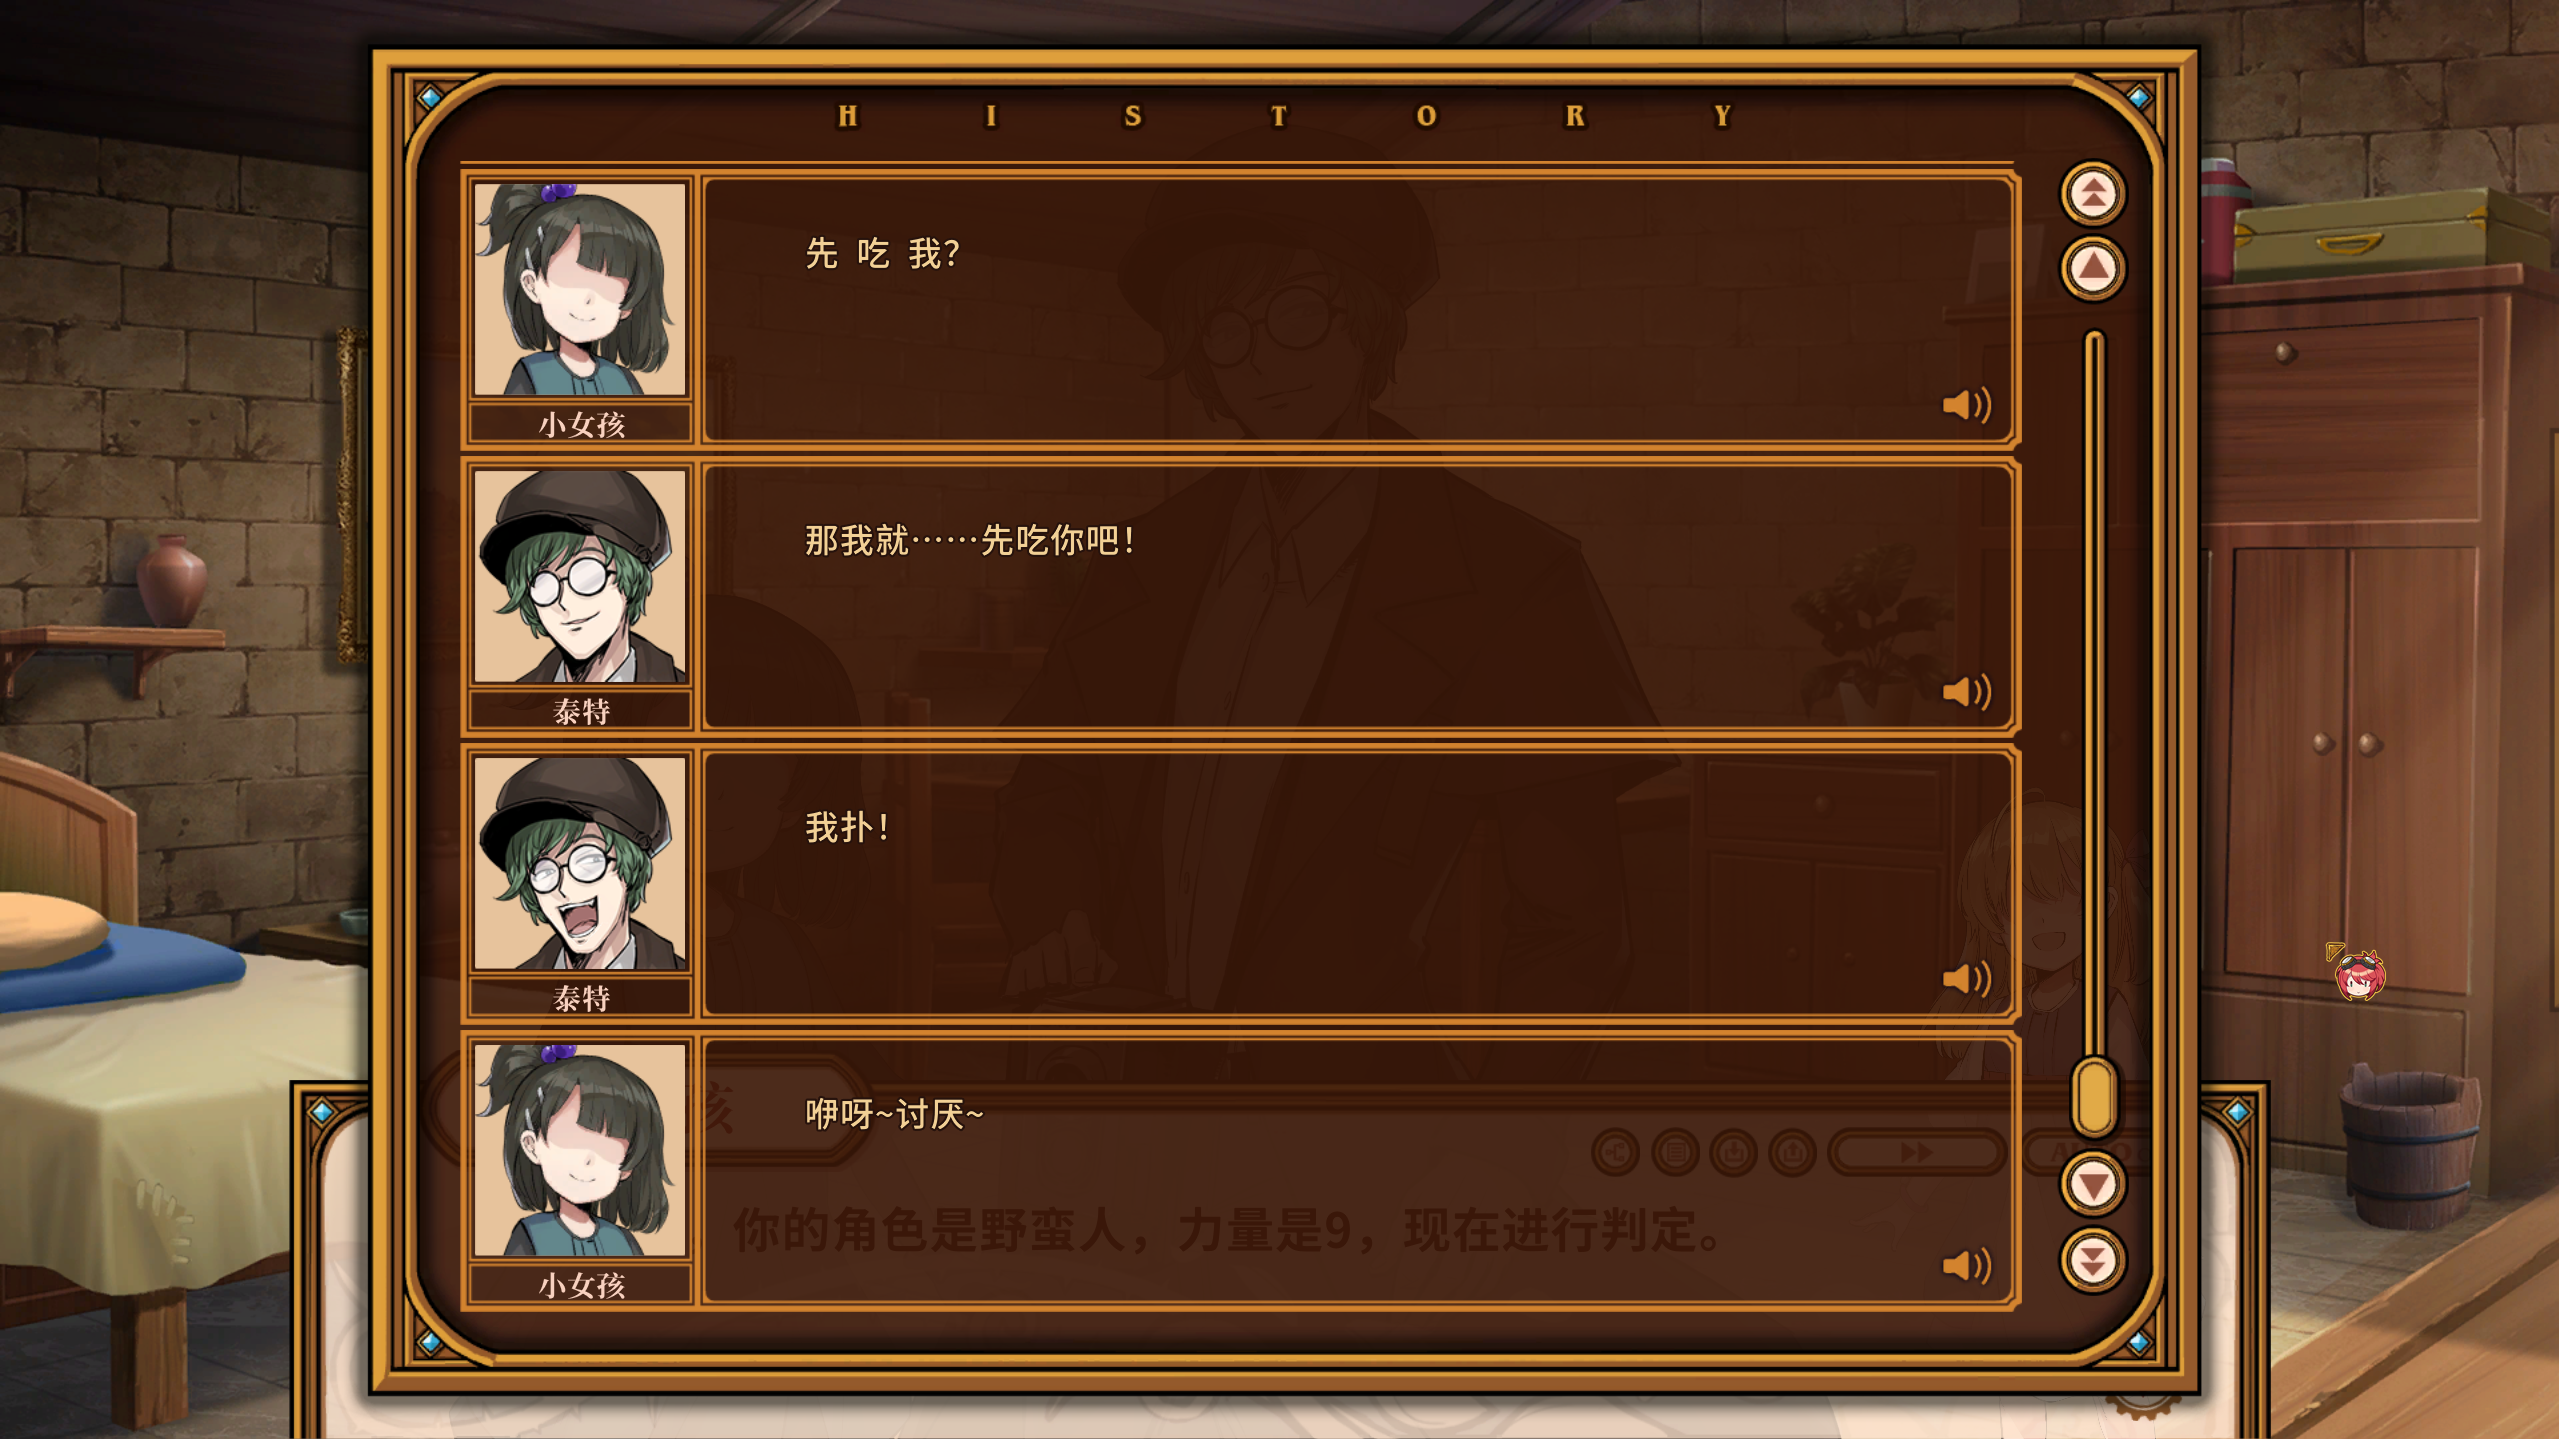 HISTORY
先 吃 我?
小女孩
那我就……先吃你吧!
泰特
我扑!
泰特
咿呀~讨厌~
小女孩
孩
你的角色是野蛮人，力量是9，现在进行判定。